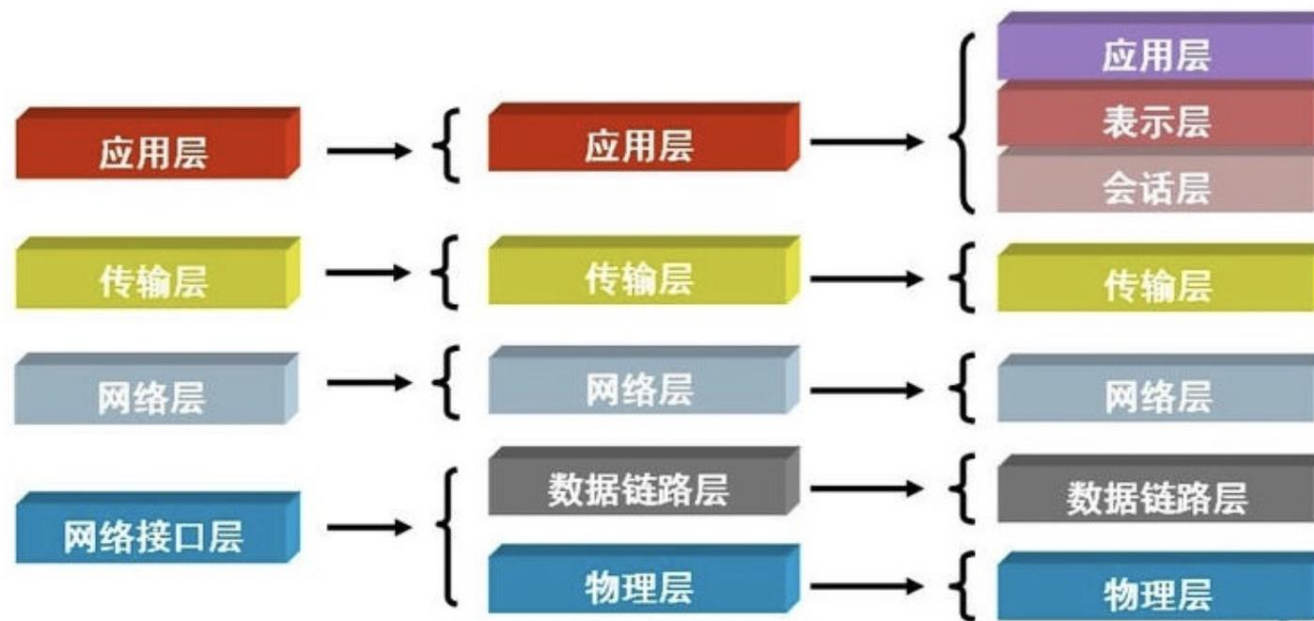 应用层
传输层
网络层
网络接口层
应用层
传输层
网络层
数据链路层
物理层
应用层
表示层
会话层
传输层
网络层
数据链路层
物理层